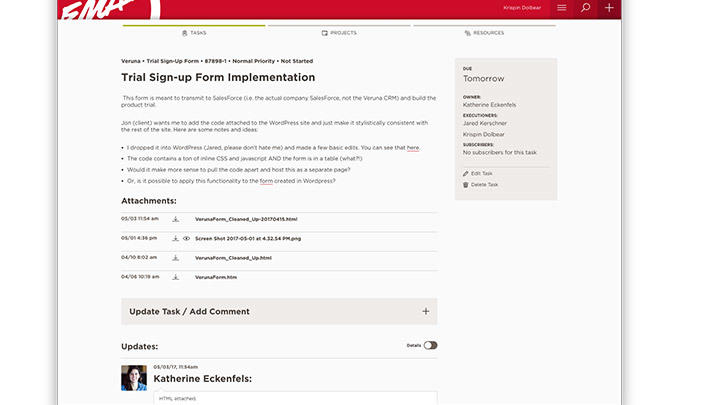 EMA
Krispin Dolbear
TASKS
PROJECTS
RESOURCES
Veruna • Trial Sign-Up Form • 87898-1 • Normal Priority • Not Started
Trial Sign-up Form Implementation
This form is meant to transmit to SalesForce (i.e. the actual company SalesForce, not the Veruna CRM) and build the
product trial.
Jon (client) wants me to add the code attached to the WordPress site and just make it stylistically consistent with
the rest of the site. Here are some notes and ideas:
• I dropped it into WordPress (Jared, please don't hate me) and made a few basic edits. You can see that here.
• The code contains a ton of inline CSS and javascript AND the form is in a table (what?!)
• Would it make more sense to pull the code apart and host this as a separate page?
• Or, is it possible to apply this functionality to the form created in Wordpress?
Attachments:
05/03 11:54 am VerunaForm_Cleaned_Up-20170415.html
05/01 4:36 pm Screen Shot 2017-05-01 at 4.32.54 PM.png
04/10 8:02 am VerunaForm_Cleaned_Up.html
04/06 10:19 am VerunaForm.htm
Update Task / Add Comment
Updates:
Details
05/03/17, 11:54am
Katherine Eckenfels:
HTML attached.
DUE
Tomorrow
OWNER:
Katherine Eckenfels
EXECUTIONERS:
Jared Kerschner
Krispin Dolbear
SUBSCRIBERS:
No subscribers for this task
Edit Task
Delete Task